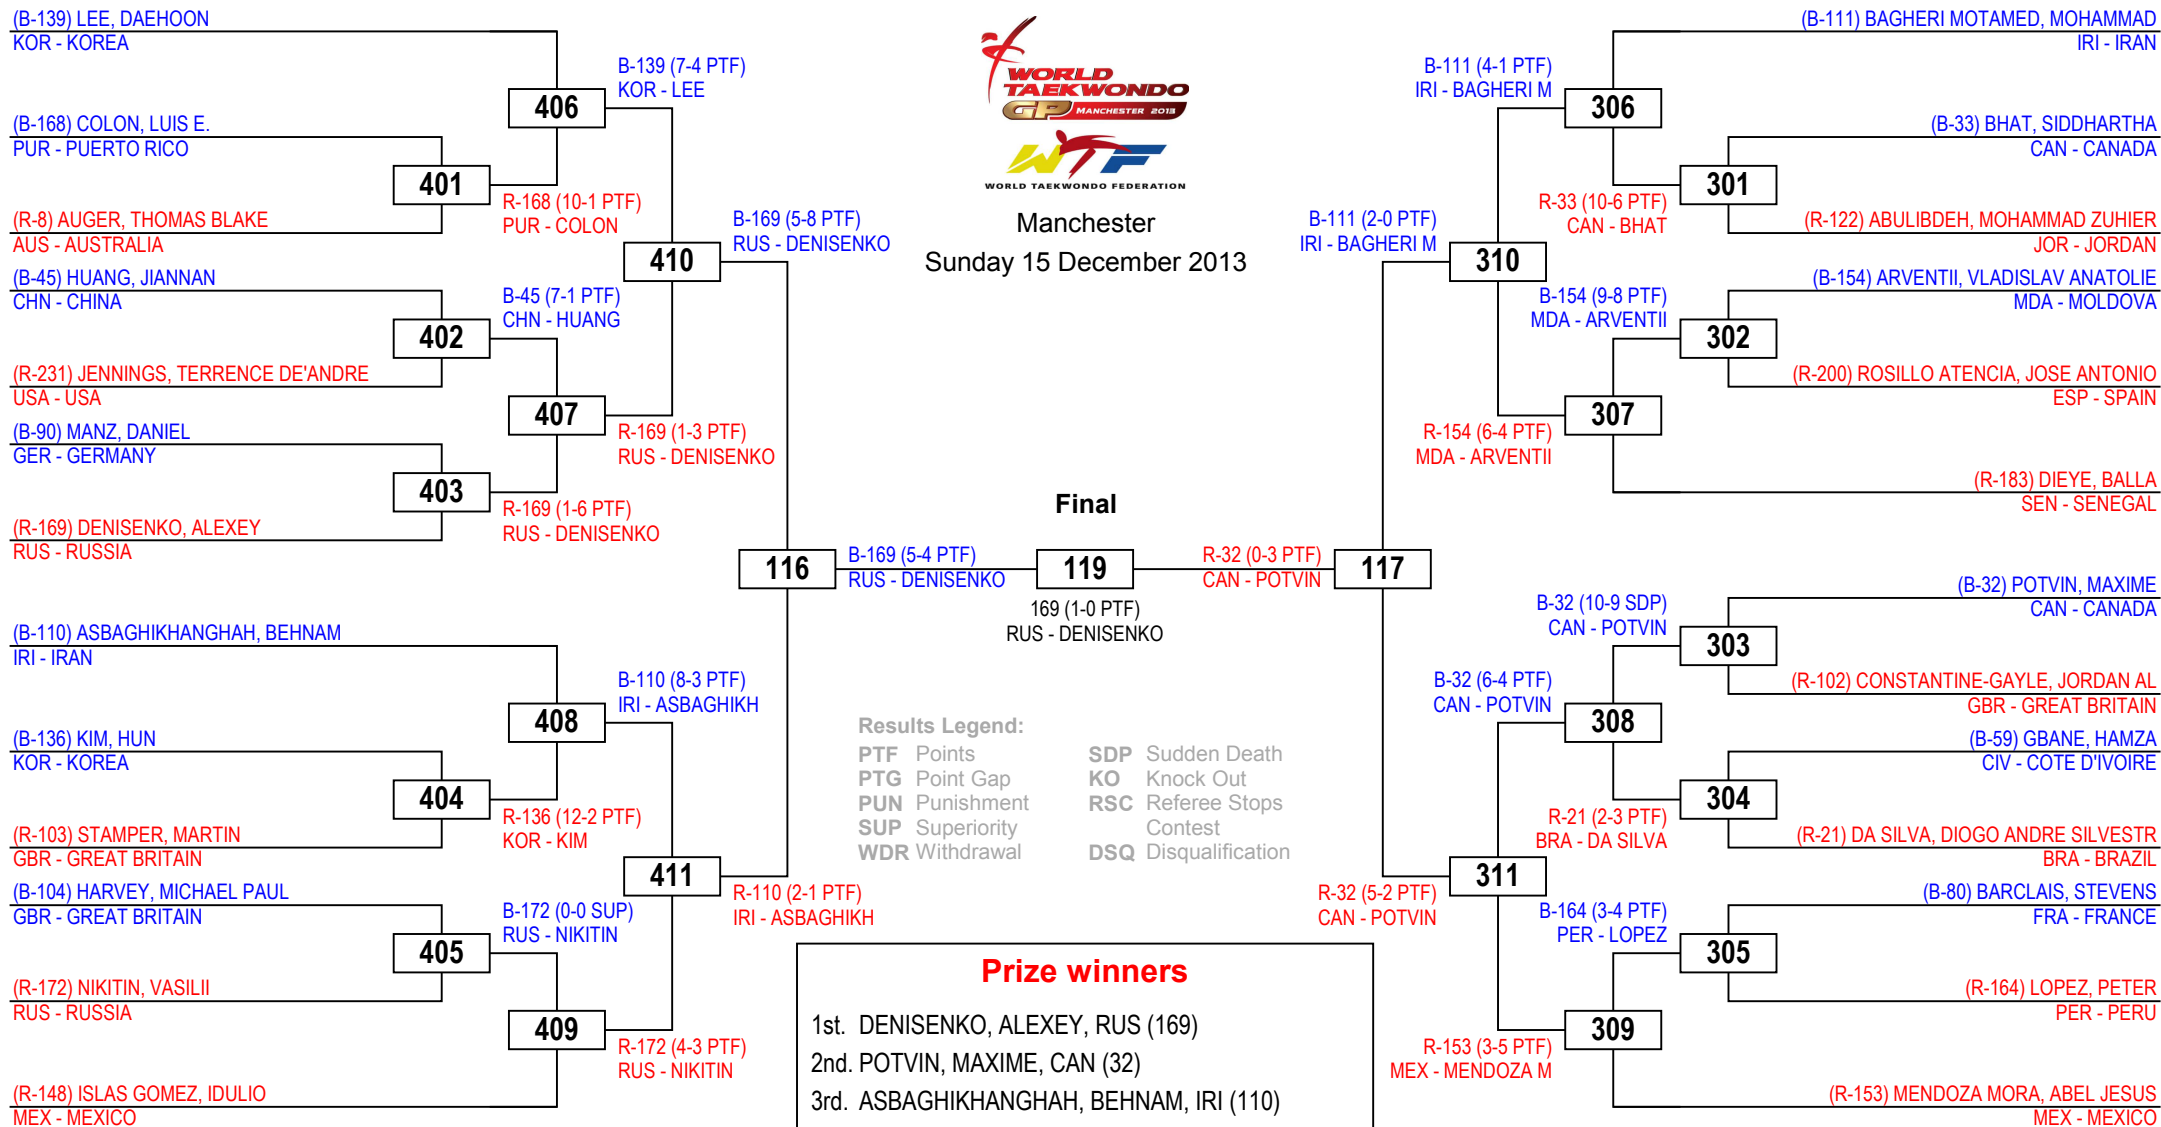 (B-139) LEE, DAEHOON
KOR - KOREA
(B-168) COLON, LUIS E.
PUR - PUERTO RICO
(R-8) AUGER, THOMAS BLAKE
AUS - AUSTRALIA
(B-45) HUANG, JIANNAN
CHN - CHINA
(R-231) JENNINGS, TERRENCE DE'ANDRE
USA - USA
(B-90) MANZ, DANIEL
GER - GERMANY
(R-169) DENISENKO, ALEXEY
RUS - RUSSIA
(B-110) ASBAGHIKHANGHAH, BEHNAM
IRI - IRAN
(B-136) KIM, HUN
KOR - KOREA
(R-103) STAMPER, MARTIN
GBR - GREAT BRITAIN
(B-104) HARVEY, MICHAEL PAUL
GBR - GREAT BRITAIN
(R-172) NIKITIN, VASILII
RUS - RUSSIA
(R-148) ISLAS GOMEZ, IDULIO
MEX - MEXICO
401
402
403
404
405
R-168 (10-1 PTF)
PUR - COLON
B-45 (7-1 PTF)
CHN - HUANG
R-169 (1-6 PTF)
RUS - DENISENKO
R-136 (12-2 PTF)
KOR - KIM
B-172 (0-0 SUP)
RUS - NIKITIN
406
407
408
409
B-139 (7-4 PTF)
KOR - LEE
R-169 (1-3 PTF)
RUS - DENISENKO
B-110 (8-3 PTF)
IRI - ASBAGHIKH
R-172 (4-3 PTF)
RUS - NIKITIN
410
411
B-169 (5-8 PTF)
RUS - DENISENKO
R-110 (2-1 PTF)
IRI - ASBAGHIKH
116
B-169 (5-4 PTF)
RUS - DENISENKO
WORLD
TAEKWONDO
GP MANCHESTER 2013
WTF
WORLD TAEKWONDO FEDERATION
Manchester
Sunday 15 December 2013
Final
119
169 (1-0 PTF)
RUS - DENISENKO
R-32 (0-3 PTF)
CAN - POTVIN
117
B-111 (2-0 PTF)
IRI - BAGHERI M
R-32 (5-2 PTF)
CAN - POTVIN
310
311
B-111 (4-1 PTF)
IRI - BAGHERI M
R-154 (6-4 PTF)
MDA - ARVENTII
B-32 (6-4 PTF)
CAN - POTVIN
R-153 (3-5 PTF)
MEX - MENDOZA M
306
307
308
309
R-33 (10-6 PTF)
CAN - BHAT
B-154 (9-8 PTF)
MDA - ARVENTII
B-32 (10-9 SDP)
CAN - POTVIN
R-21 (2-3 PTF)
BRA - DA SILVA
B-164 (3-4 PTF)
PER - LOPEZ
301
302
303
304
305
(B-111) BAGHERI MOTAMED, MOHAMMAD
IRI - IRAN
(B-33) BHAT, SIDDHARTHA
CAN - CANADA
(R-122) ABULIBDEH, MOHAMMAD ZUHIER
JOR - JORDAN
(B-154) ARVENTII, VLADISLAV ANATOLIE
MDA - MOLDOVA
(R-200) ROSILLO ATENCIA, JOSE ANTONIO
ESP - SPAIN
(R-183) DIEYE, BALLA
SEN - SENEGAL
(B-32) POTVIN, MAXIME
CAN - CANADA
(R-102) CONSTANTINE-GAYLE, JORDAN AL
GBR - GREAT BRITAIN
(B-59) GBANE, HAMZA
CIV - COTE D'IVOIRE
(R-21) DA SILVA, DIOGO ANDRE SILVESTR
BRA - BRAZIL
(B-80) BARCLAIS, STEVENS
FRA - FRANCE
(R-164) LOPEZ, PETER
PER - PERU
(R-153) MENDOZA MORA, ABEL JESUS
MEX - MEXICO
Results Legend:
PTF Points SDP Sudden Death
PTG Point Gap KO Knock Out
PUN Punishment RSC Referee Stops
SUP Superiority Contest
WDR Withdrawal DSQ Disqualification
Prize winners
1st. DENISENKO, ALEXEY, RUS (169)
2nd. POTVIN, MAXIME, CAN (32)
3rd. ASBAGHIKHANGHAH, BEHNAM, IRI (110)